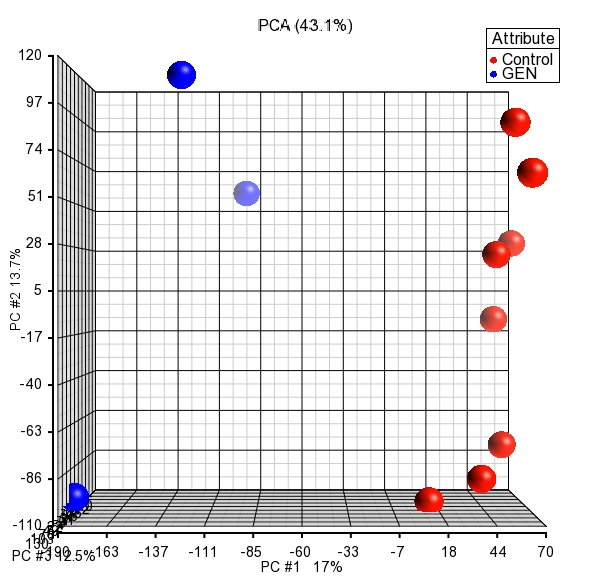 PCA (43.1%)
Attribute
Control
GEN
120
97
74
51
28
5
-17
-40
-63
-86
-110
PC #2 13.7%
PC #3 12.5%
-190 -163 -137 -111 -85 -60 -33 -7 18 44 70
PC #1 17%